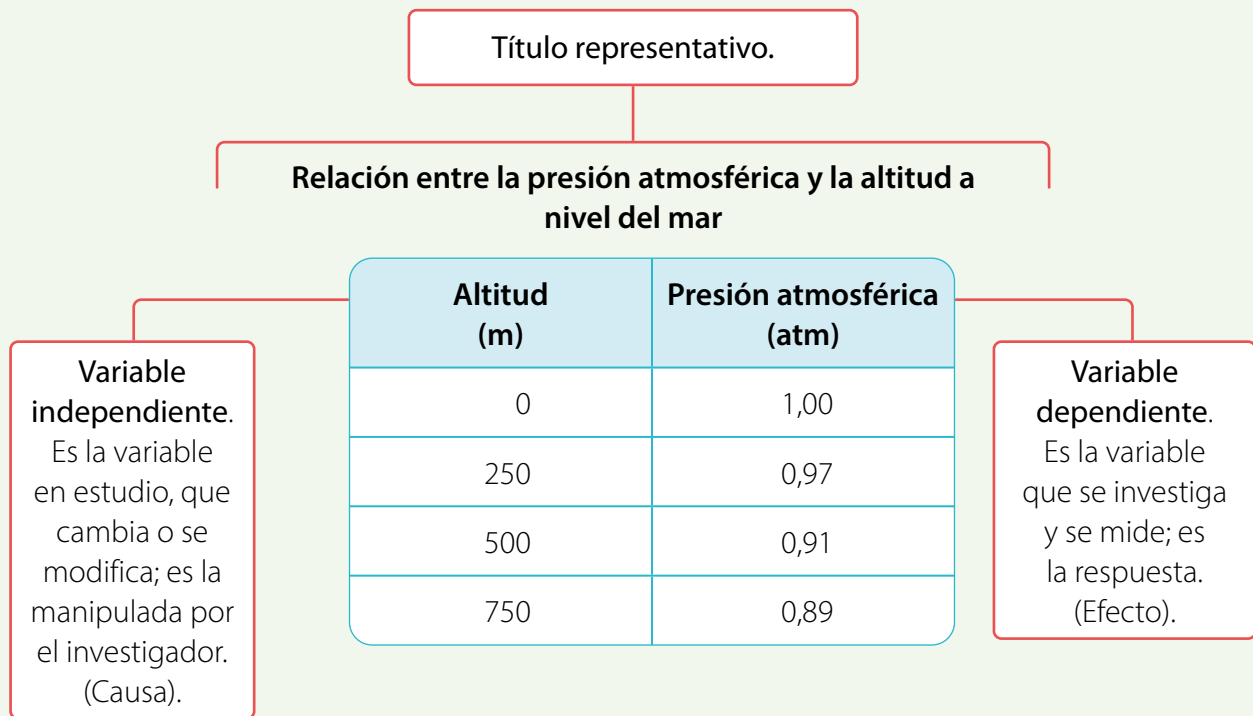 Título representativo.
Relación entre la presión atmosférica y la altitud a
nivel del mar
Altitud
(m)
Presión atmosférica
(atm)
0
1,00
250
0,97
500
0,91
750
0,89
Variable
independiente.
Es la variable
en estudio, que
cambia o se
modifica; es la
manipulada por
el investigador.
(Causa).
Variable
dependiente.
Es la variable
que se investiga
y se mide; es
la respuesta.
(Efecto).